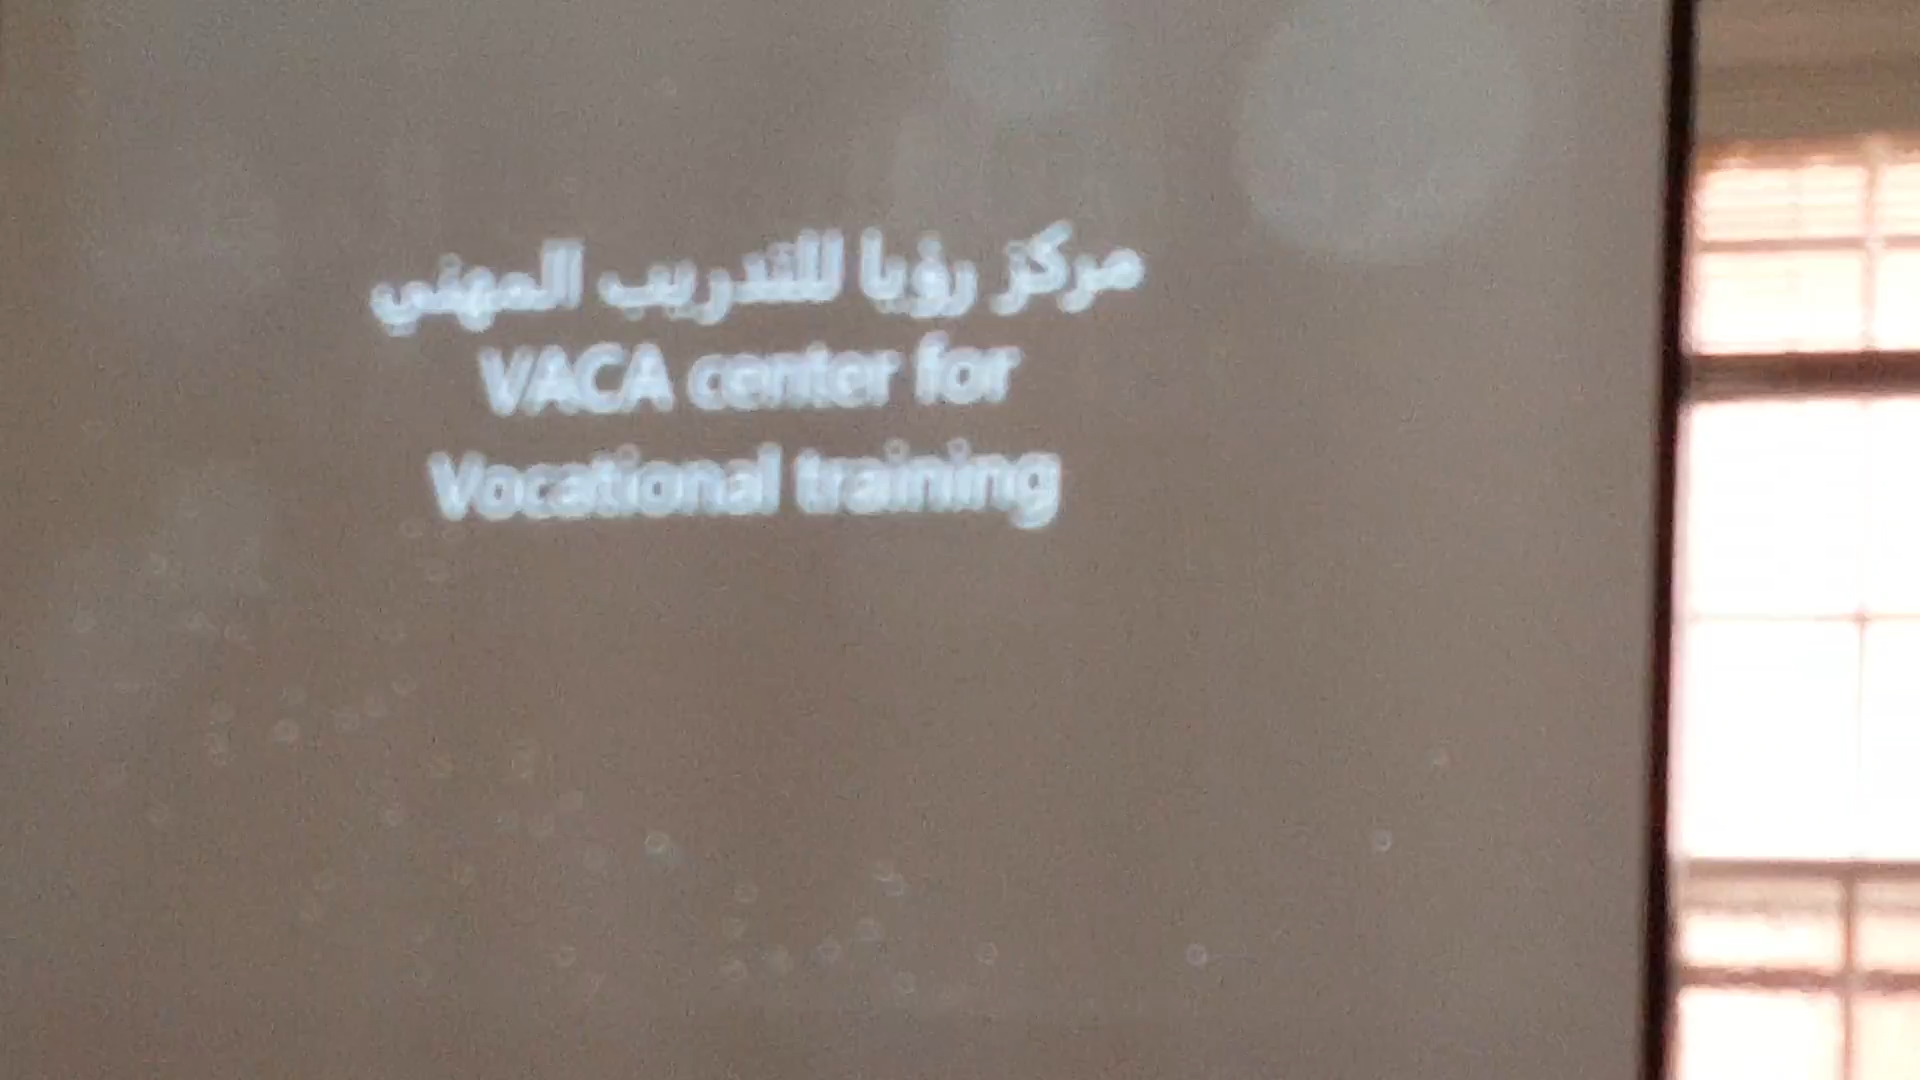 مركز رؤيا للتدريب المهني
VACA center for
Vocational training